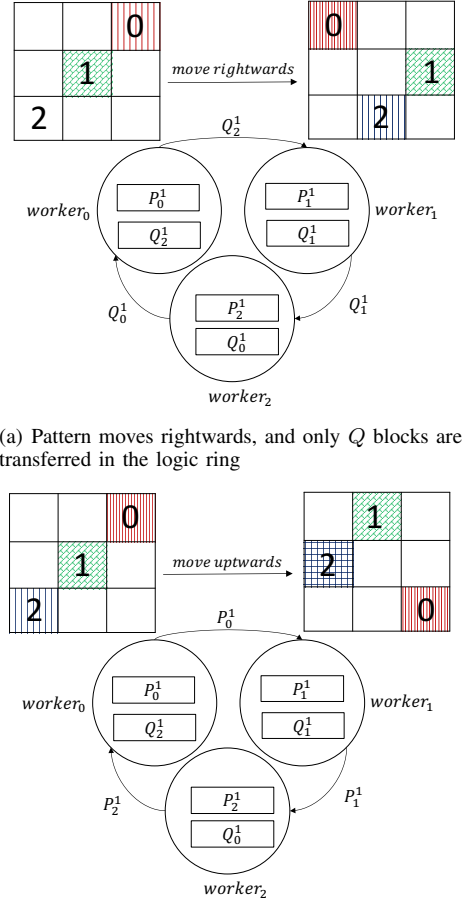 0
1
2
move rightwards
0
1
2
Q_2^1
worker_0
P_0^1
Q_2^1
P_1^1
Q_1^1
worker_1
Q_0^1
P_2^1
Q_0^1
Q_1^1
worker_2
(a) Pattern moves rightwards, and only Q blocks are
transferred in the logic ring
0
1
2
move uptwards
1
2
0
P_0^1
worker_0
P_0^1
Q_2^1
P_1^1
Q_1^1
worker_1
P_2^1
P_2^1
Q_0^1
P_1^1
worker_2